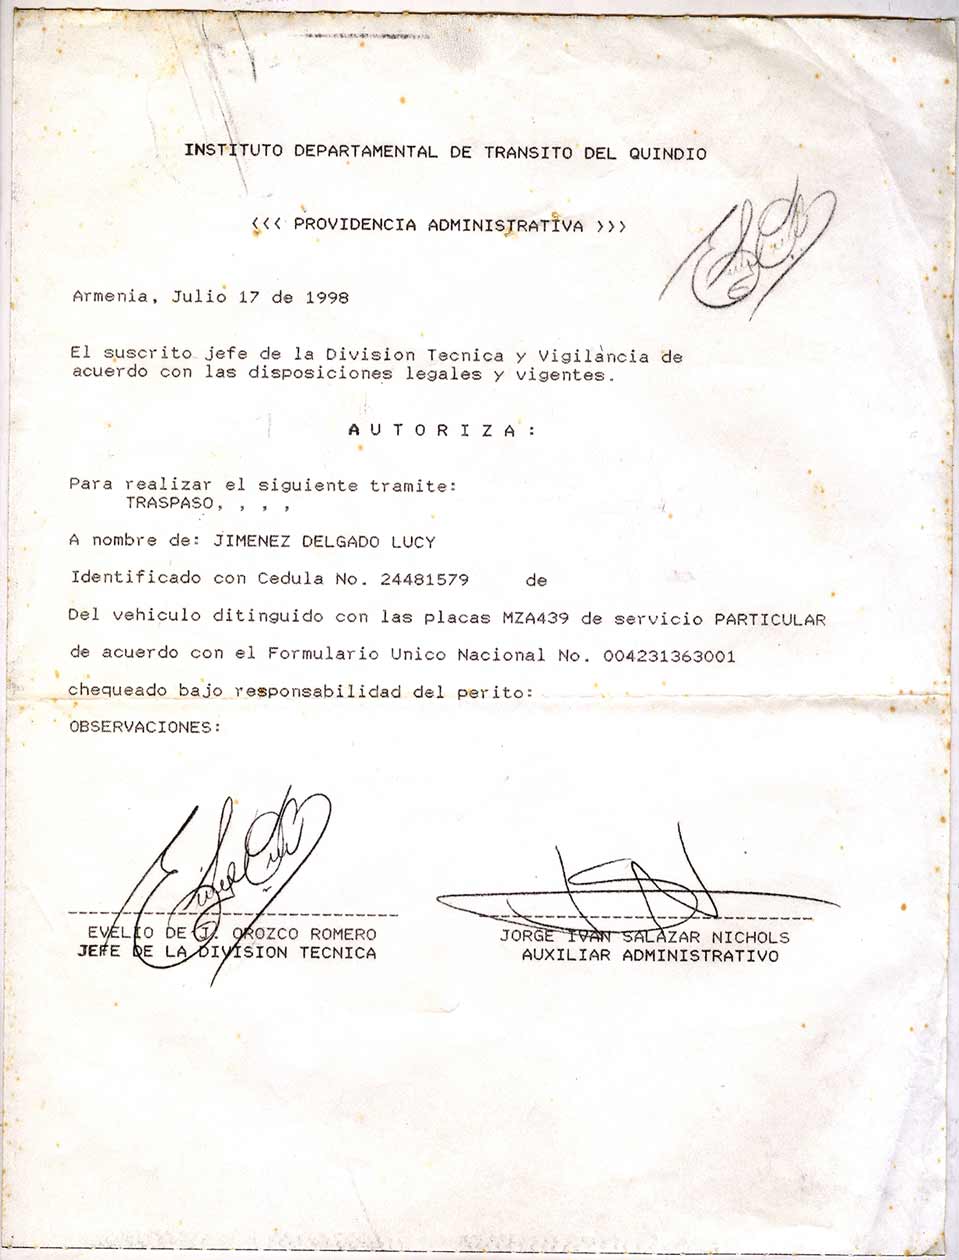 INSTITUTO DEPARTAMENTAL DE TRANSITO DEL QUINDIO
<<< PROVIDENCIA ADMINISTRATIVA >>>
Armenia, Julio 17 de 1998
El suscrito jefe de la Division Tecnica y Vigilancia de
acuerdo con las disposiciones legales y vigentes.
A U T O R I Z A :
Para realizar el siguiente tramite:
TRASPASO, , , ,
A nombre de: JIMENEZ DELGADO LUCY
Identificado con Cedula No. 24481579 de
Del vehiculo ditinguido con las placas MZA439 de servicio PARTICULAR
de acuerdo con el Formulario Unico Nacional No. 004231363001
chequeado bajo responsabilidad del perito:
OBSERVACIONES:
EVELIO DE J. OROZCO ROMERO
JEFE DE LA DIVISION TECNICA
JORGE IVAN SALAZAR NICHOLS
AUXILIAR ADMINISTRATIVO